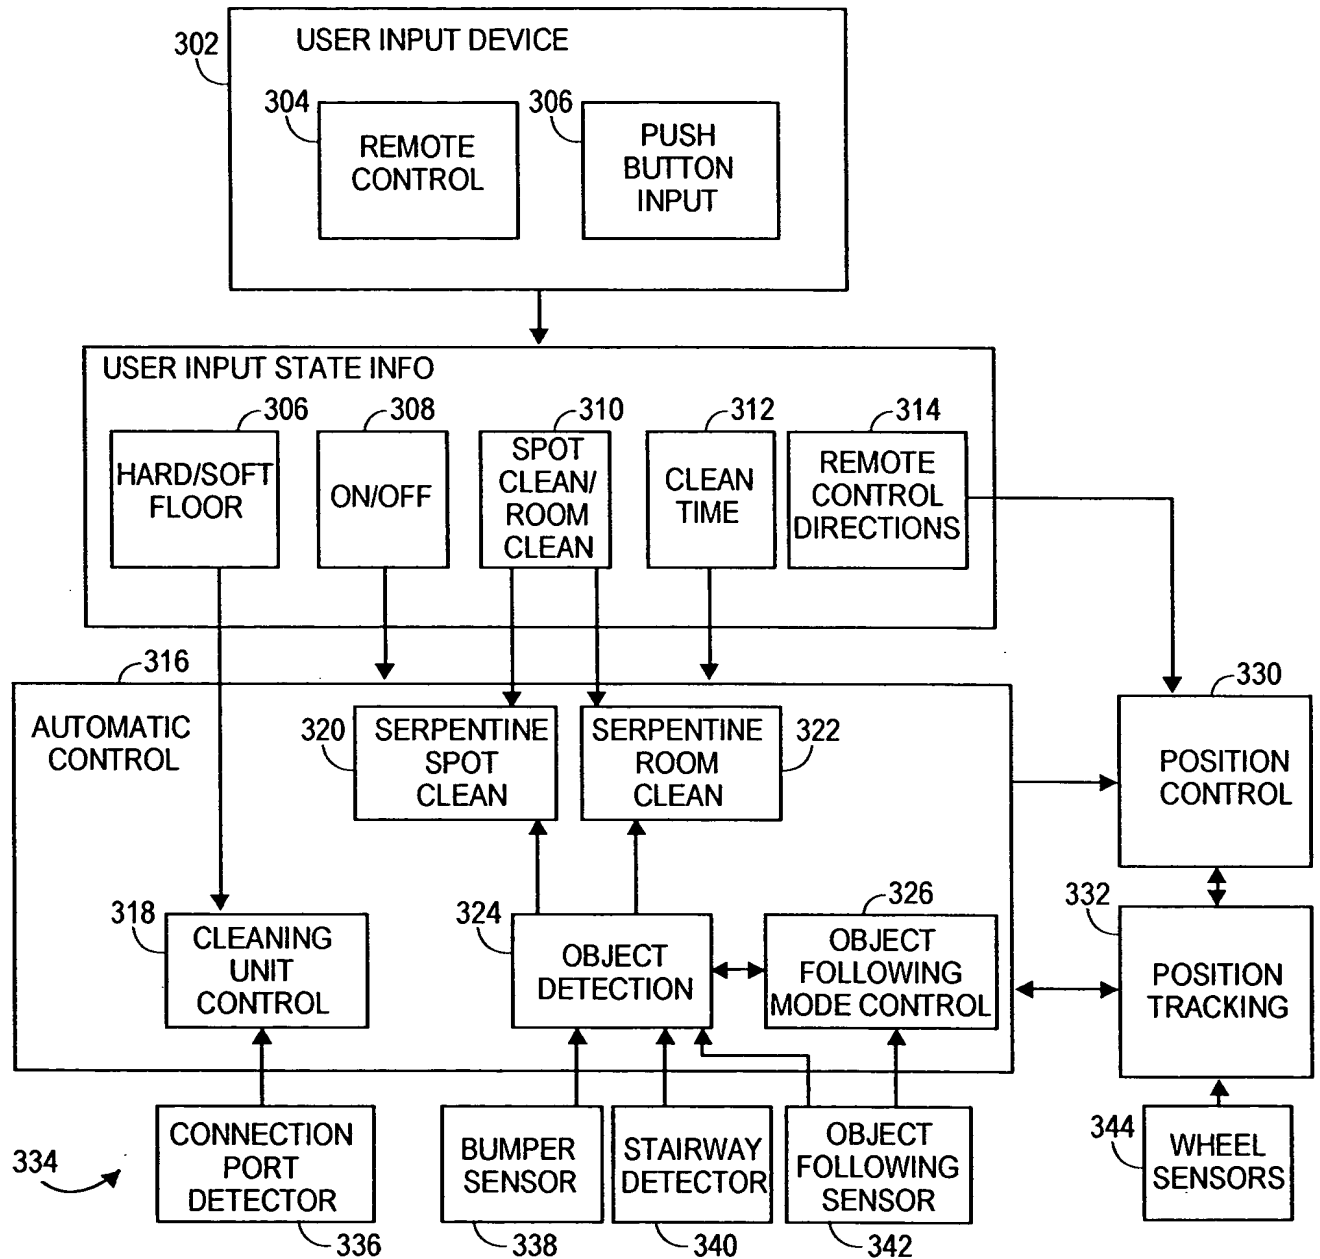 302
USER INPUT DEVICE
304
REMOTE
CONTROL
306
PUSH
BUTTON
INPUT
USER INPUT STATE INFO
306
HARD/SOFT
FLOOR
308
ON/OFF
310
SPOT
CLEAN/
ROOM
CLEAN
312
CLEAN
TIME
314
REMOTE
CONTROL
DIRECTIONS
316
AUTOMATIC
CONTROL
320
SERPENTINE
SPOT
CLEAN
SERPENTINE
ROOM
CLEAN
322
330
POSITION
CONTROL
318
CLEANING
UNIT
CONTROL
324
OBJECT
DETECTION
326
OBJECT
FOLLOWING
MODE CONTROL
332
POSITION
TRACKING
334
CONNECTION
PORT
DETECTOR
336
BUMPER
SENSOR
338
STAIRWAY
DETECTOR
340
OBJECT
FOLLOWING
SENSOR
342
344
WHEEL
SENSORS